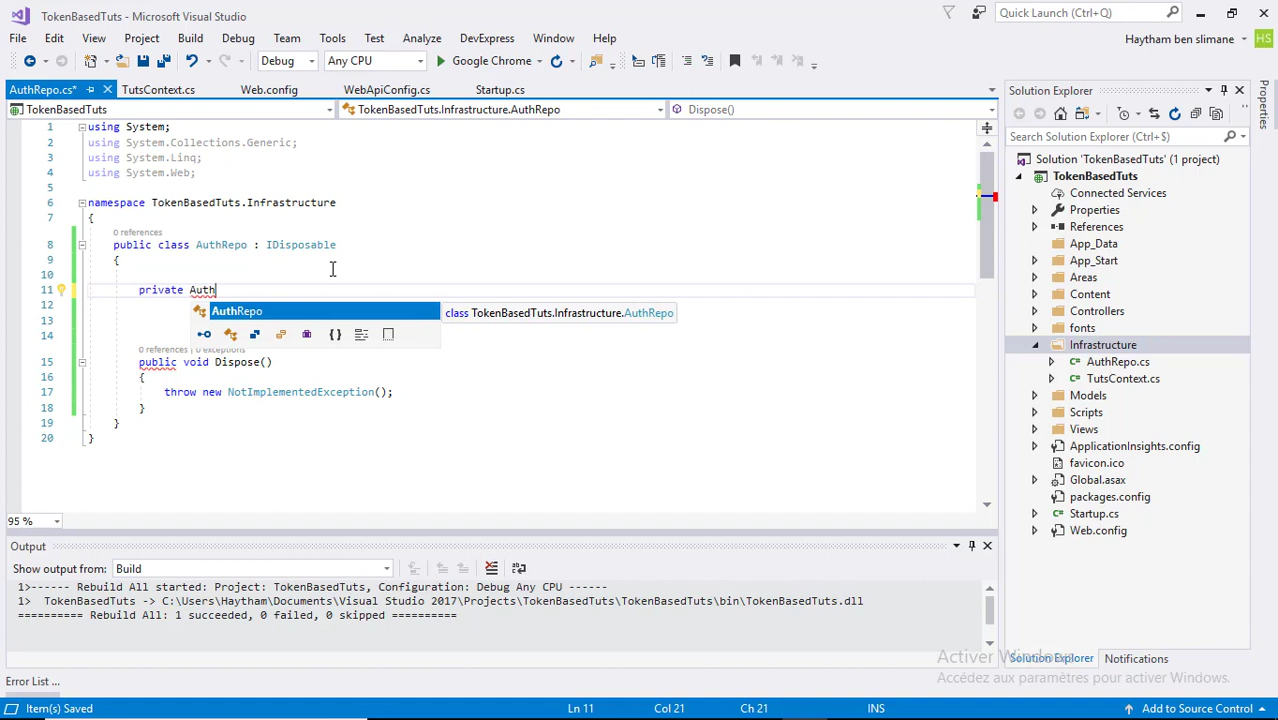 TokenBasedTuts - Microsoft Visual Studio
Quick Launch (Ctrl+Q)
File Edit View Project Build Debug Team Tools Test Analyze DevExpress Window Help
Haytham ben slimane HS
Debug Any CPU Google Chrome
AuthRepo.cs* TutsContext.cs Web.config WebApiConfig.cs Startup.cs
TokenBasedTuts TokenBasedTuts.Infrastructure.AuthRepo Dispose()
1 using System;
2 using System.Collections.Generic;
3 using System.Linq;
4 using System.Web;
5
6 namespace TokenBasedTuts.Infrastructure
7 {
0 references
8 public class AuthRepo : IDisposable
9 {
10
11 private Auth
AuthRepo class TokenBasedTuts.Infrastructure.AuthRepo
12
13
14
0 references | 0 exceptions
15 public void Dispose()
16 {
17 throw new NotImplementedException();
18 }
19 }
20 }
95 %
Output
Show output from: Build
1>------ Rebuild All started: Project: TokenBasedTuts, Configuration: Debug Any CPU ------
1> TokenBasedTuts -> C:\Users\Haytham\Documents\Visual Studio 2017\Projects\TokenBasedTuts\TokenBasedTuts\bin\TokenBasedTuts.dll
========== Rebuild All: 1 succeeded, 0 failed, 0 skipped ==========
Error List ...
Solution Explorer
Search Solution Explorer (Ctrl+$)
Solution 'TokenBasedTuts' (1 project)
TokenBasedTuts
Connected Services
Properties
References
App_Data
App_Start
Areas
Content
Controllers
fonts
Infrastructure
AuthRepo.cs
TutsContext.cs
Models
Scripts
Views
ApplicationInsights.config
favicon.ico
Global.asax
packages.config
Startup.cs
Web.config
Solution Explorer Notifications
Properties
Activer Windows
Accédez aux paramètres pour activer Windows.
Item(s) Saved Ln 11 Col 21 Ch 21 INS Add to Source Control